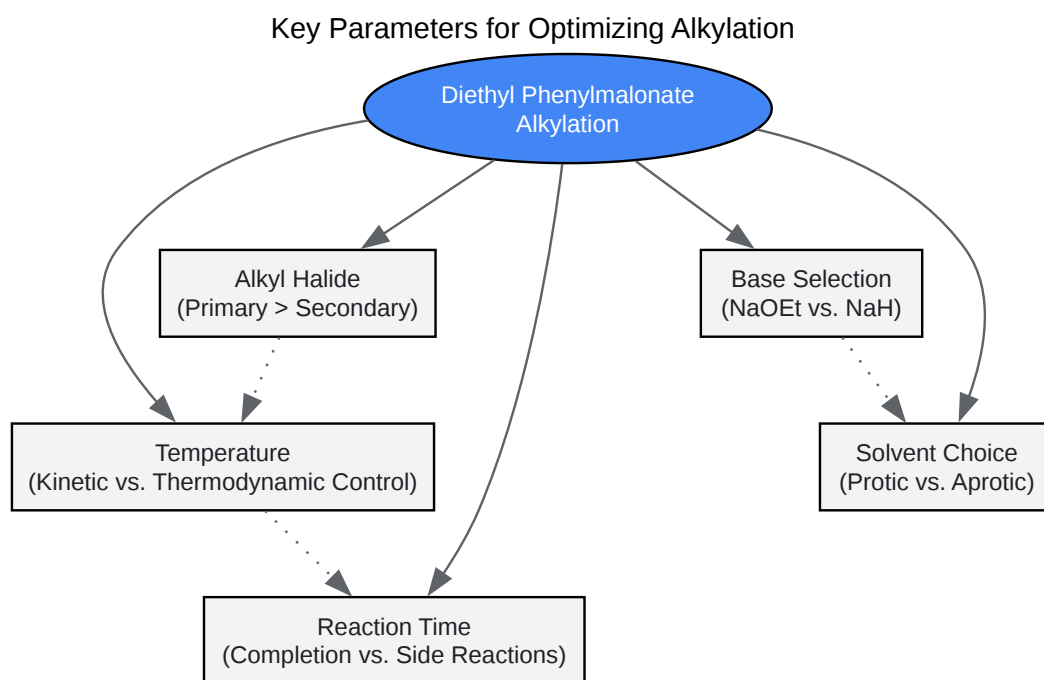 Key Parameters for Optimizing Alkylation
Diethyl Phenylmalonate
Alkylation
Alkyl Halide
(Primary > Secondary)
Base Selection
(NaOEt vs. NaH)
Temperature
(Kinetic vs. Thermodynamic Control)
Solvent Choice
(Protic vs. Aprotic)
Reaction Time
(Completion vs. Side Reactions)